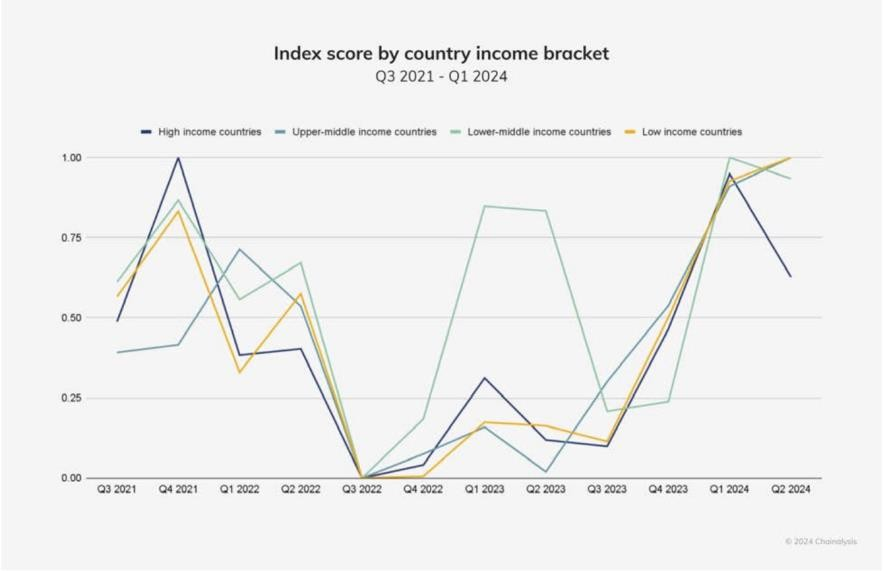 Index score by country income bracket
Q3 2021 - Q1 2024
High income countries Upper-middle income countries Lower-middle income countries Low income countries
1.00
0.75
0.50
0.25
0.00
Q3 2021 Q4 2021 Q1 2022 Q2 2022 Q3 2022 Q4 2022 Q1 2023 Q2 2023 Q3 2023 Q4 2023 Q1 2024 Q2 2024
© 2024 Chainalysis